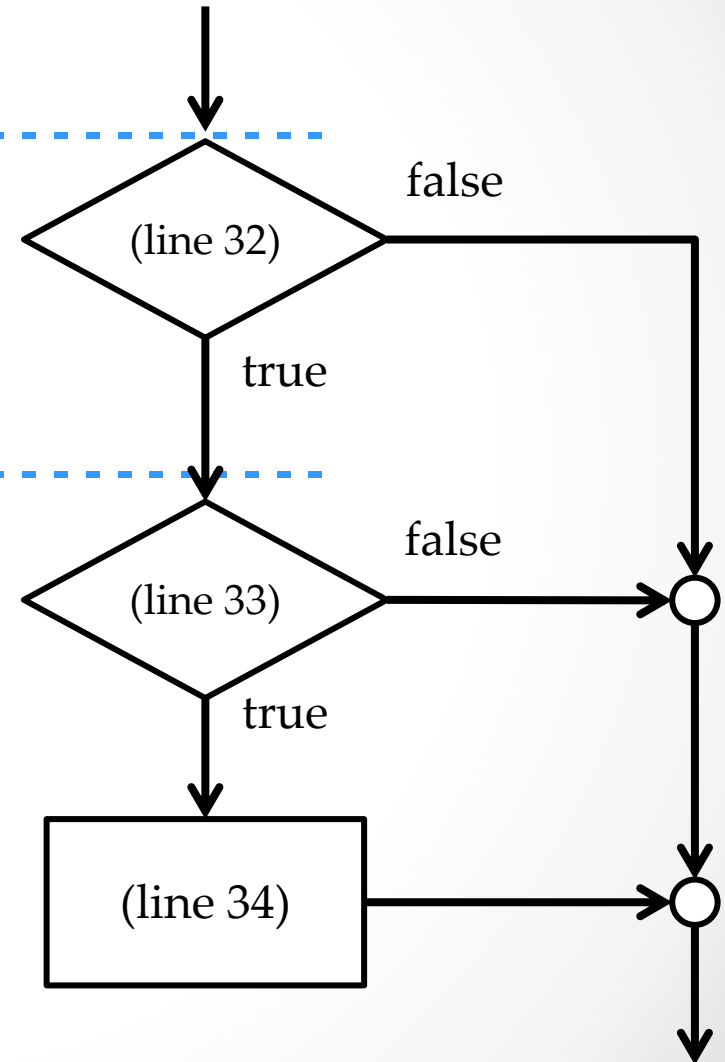 false
(line 32)
true
false
(line 33)
true
(line 34)